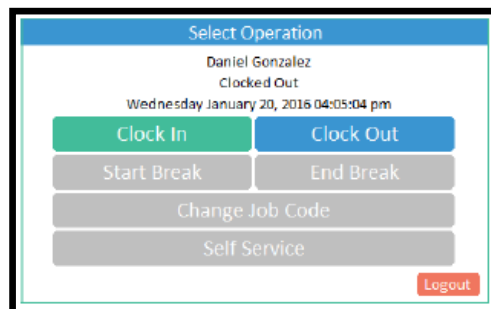 Select Operation
Daniel Gonzalez
Clocked Out
Wednesday January 20, 2016 04:05:04 pm
Clock In Clock Out
Start Break End Break
Change Job Code
Self Service
Logout